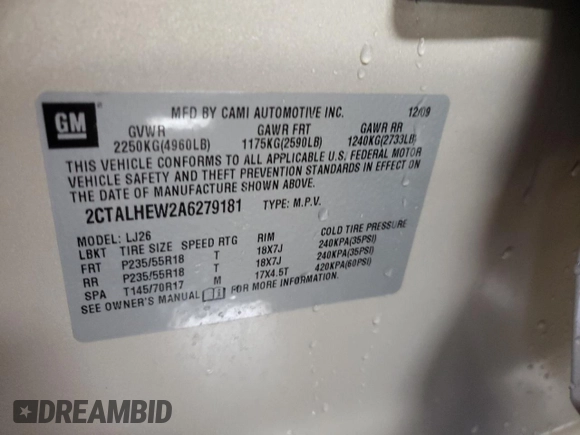 GM
MFD BY CAMI AUTOMOTIVE INC. 12/09
GVWR GAWR FRT GAWR RR
2250KG(4960LB) 1175KG(2590LB) 1240KG(2733LB)
THIS VEHICLE CONFORMS TO ALL APPLICABLE U.S. FEDERAL MOTOR
VEHICLE SAFETY AND THEFT PREVENTION STANDARDS IN EFFECT ON
THE DATE OF MANUFACTURE SHOWN ABOVE.
2CTALHEW2A6279181 TYPE: M.P.V.
MODEL: LJ26
LBKT TIRE SIZE SPEED RTG RIM COLD TIRE PRESSURE
FRT P235/55R18 T 18X7J 240KPA(35PSI)
RR P235/55R18 T 18X7J 240KPA(35PSI)
SPA T145/70R17 M 17X4.5T 420KPA(60PSI)
SEE OWNER'S MANUAL FOR MORE INFORMATION.
DREAMBID